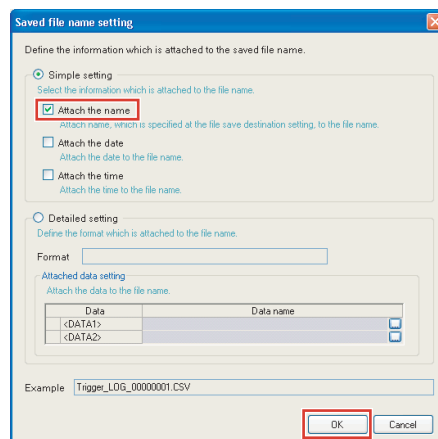 Saved file name setting
Define the information which is attached to the saved file name.
Simple setting
Select the information which is attached to the file name.
Attach the name
Attach name, which is specified at the file save destination setting, to the file name.
Attach the date
Attach the date to the file name.
Attach the time
Attach the time to the file name.
Detailed setting
Define the format which is attached to the file name.
Format
Attached data setting
Attach the data to the file name.
Data Data name
<DATA1> ...
<DATA2> ...
Example Trigger_LOG_00000001.CSV
OK Cancel